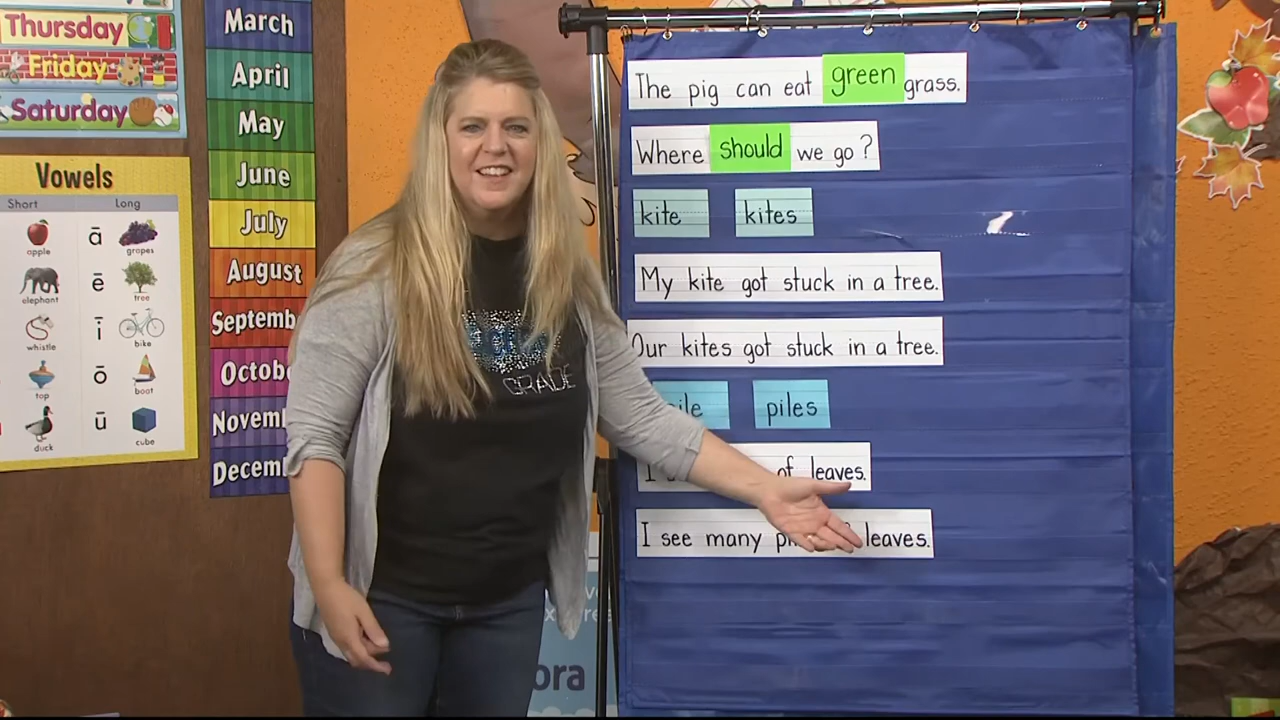 Thursday
Friday
Saturday
Vowels
Short Long
apple ā grapes
elephant ē tree
whistle ī bike
top ō boat
duck ū cube
March
April
May
June
July
August
Septemb
Octobe
Novem
Decem
GRADE
The pig can eat green grass.
Where should we go?
kite kites
My kite got stuck in a tree.
Our kites got stuck in a tree.
ile piles
I of leaves.
I see many leaves.
ora